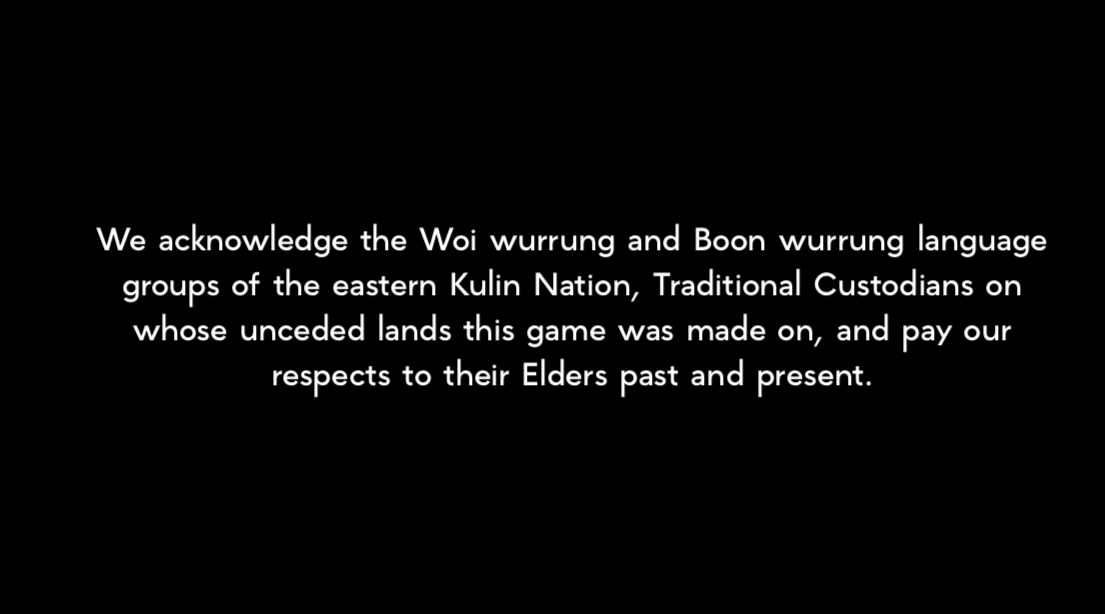 We acknowledge the Woi wurrung and Boon wurrung language
groups of the eastern Kulin Nation, Traditional Custodians on
whose unceded lands this game was made on, and pay our
respects to their Elders past and present.